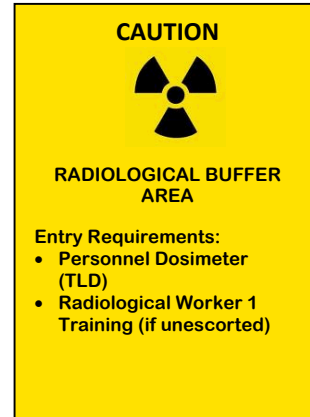 CAUTION
RADIOLOGICAL BUFFER
AREA
Entry Requirements:
• Personnel Dosimeter
(TLD)
• Radiological Worker 1
Training (if unescorted)